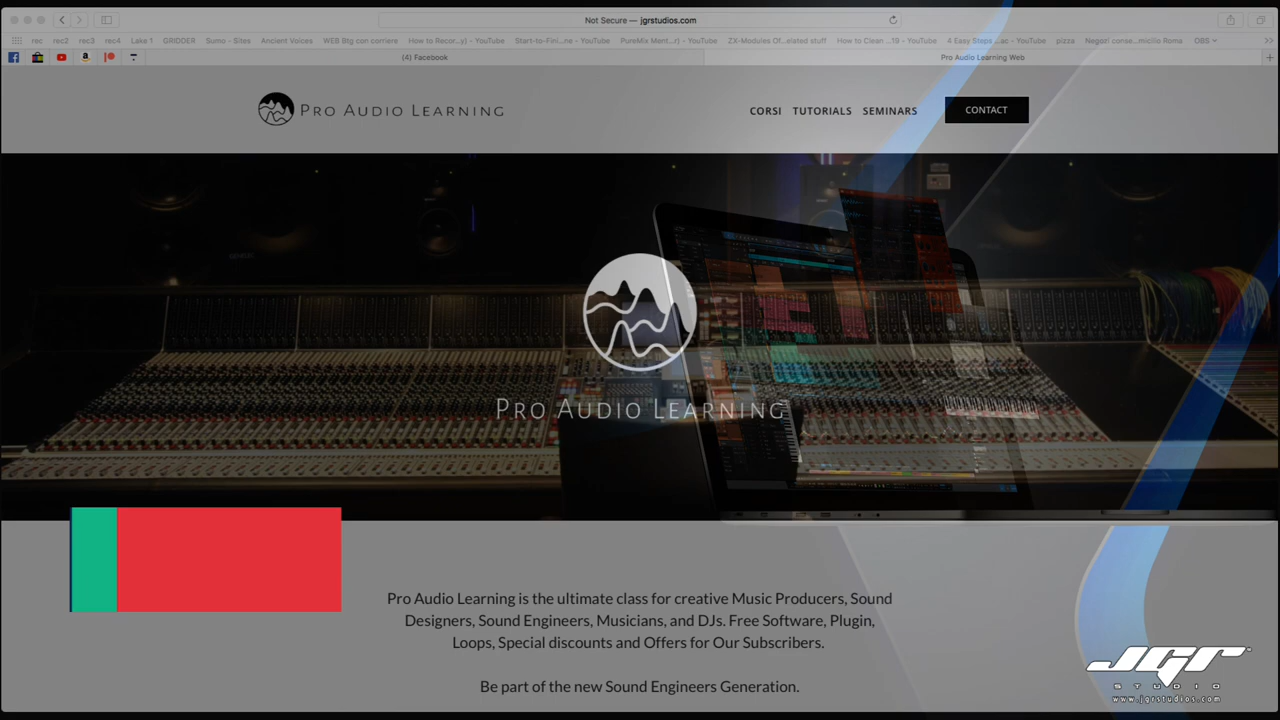 Not Secure — jgrstudios.com
rec rec2 rec3 rec4 Lake 1 GRIDDER Sumo - Sites Ancient Voices WEB Btg con corriere How to Recor...y) - YouTube Start-to-Fini...ne - YouTube PureMix Ment...r) - YouTube ZX-Modules Of...elated stuff How to Clean ...19 - YouTube 4 Easy Steps ...ac - YouTube pizza Negozi conse...micilio Roma OBS
(4) Facebook
Pro Audio Learning Web
PRO AUDIO LEARNING
CORSI TUTORIALS SEMINARS CONTACT
PRO AUDIO LEARNING
Pro Audio Learning is the ultimate class for creative Music Producers, Sound
Designers, Sound Engineers, Musicians, and DJs. Free Software, Plugin,
Loops, Special discounts and Offers for Our Subscribers.
Be part of the new Sound Engineers Generation.
JGR
STUDIO
www.jgrstudios.com